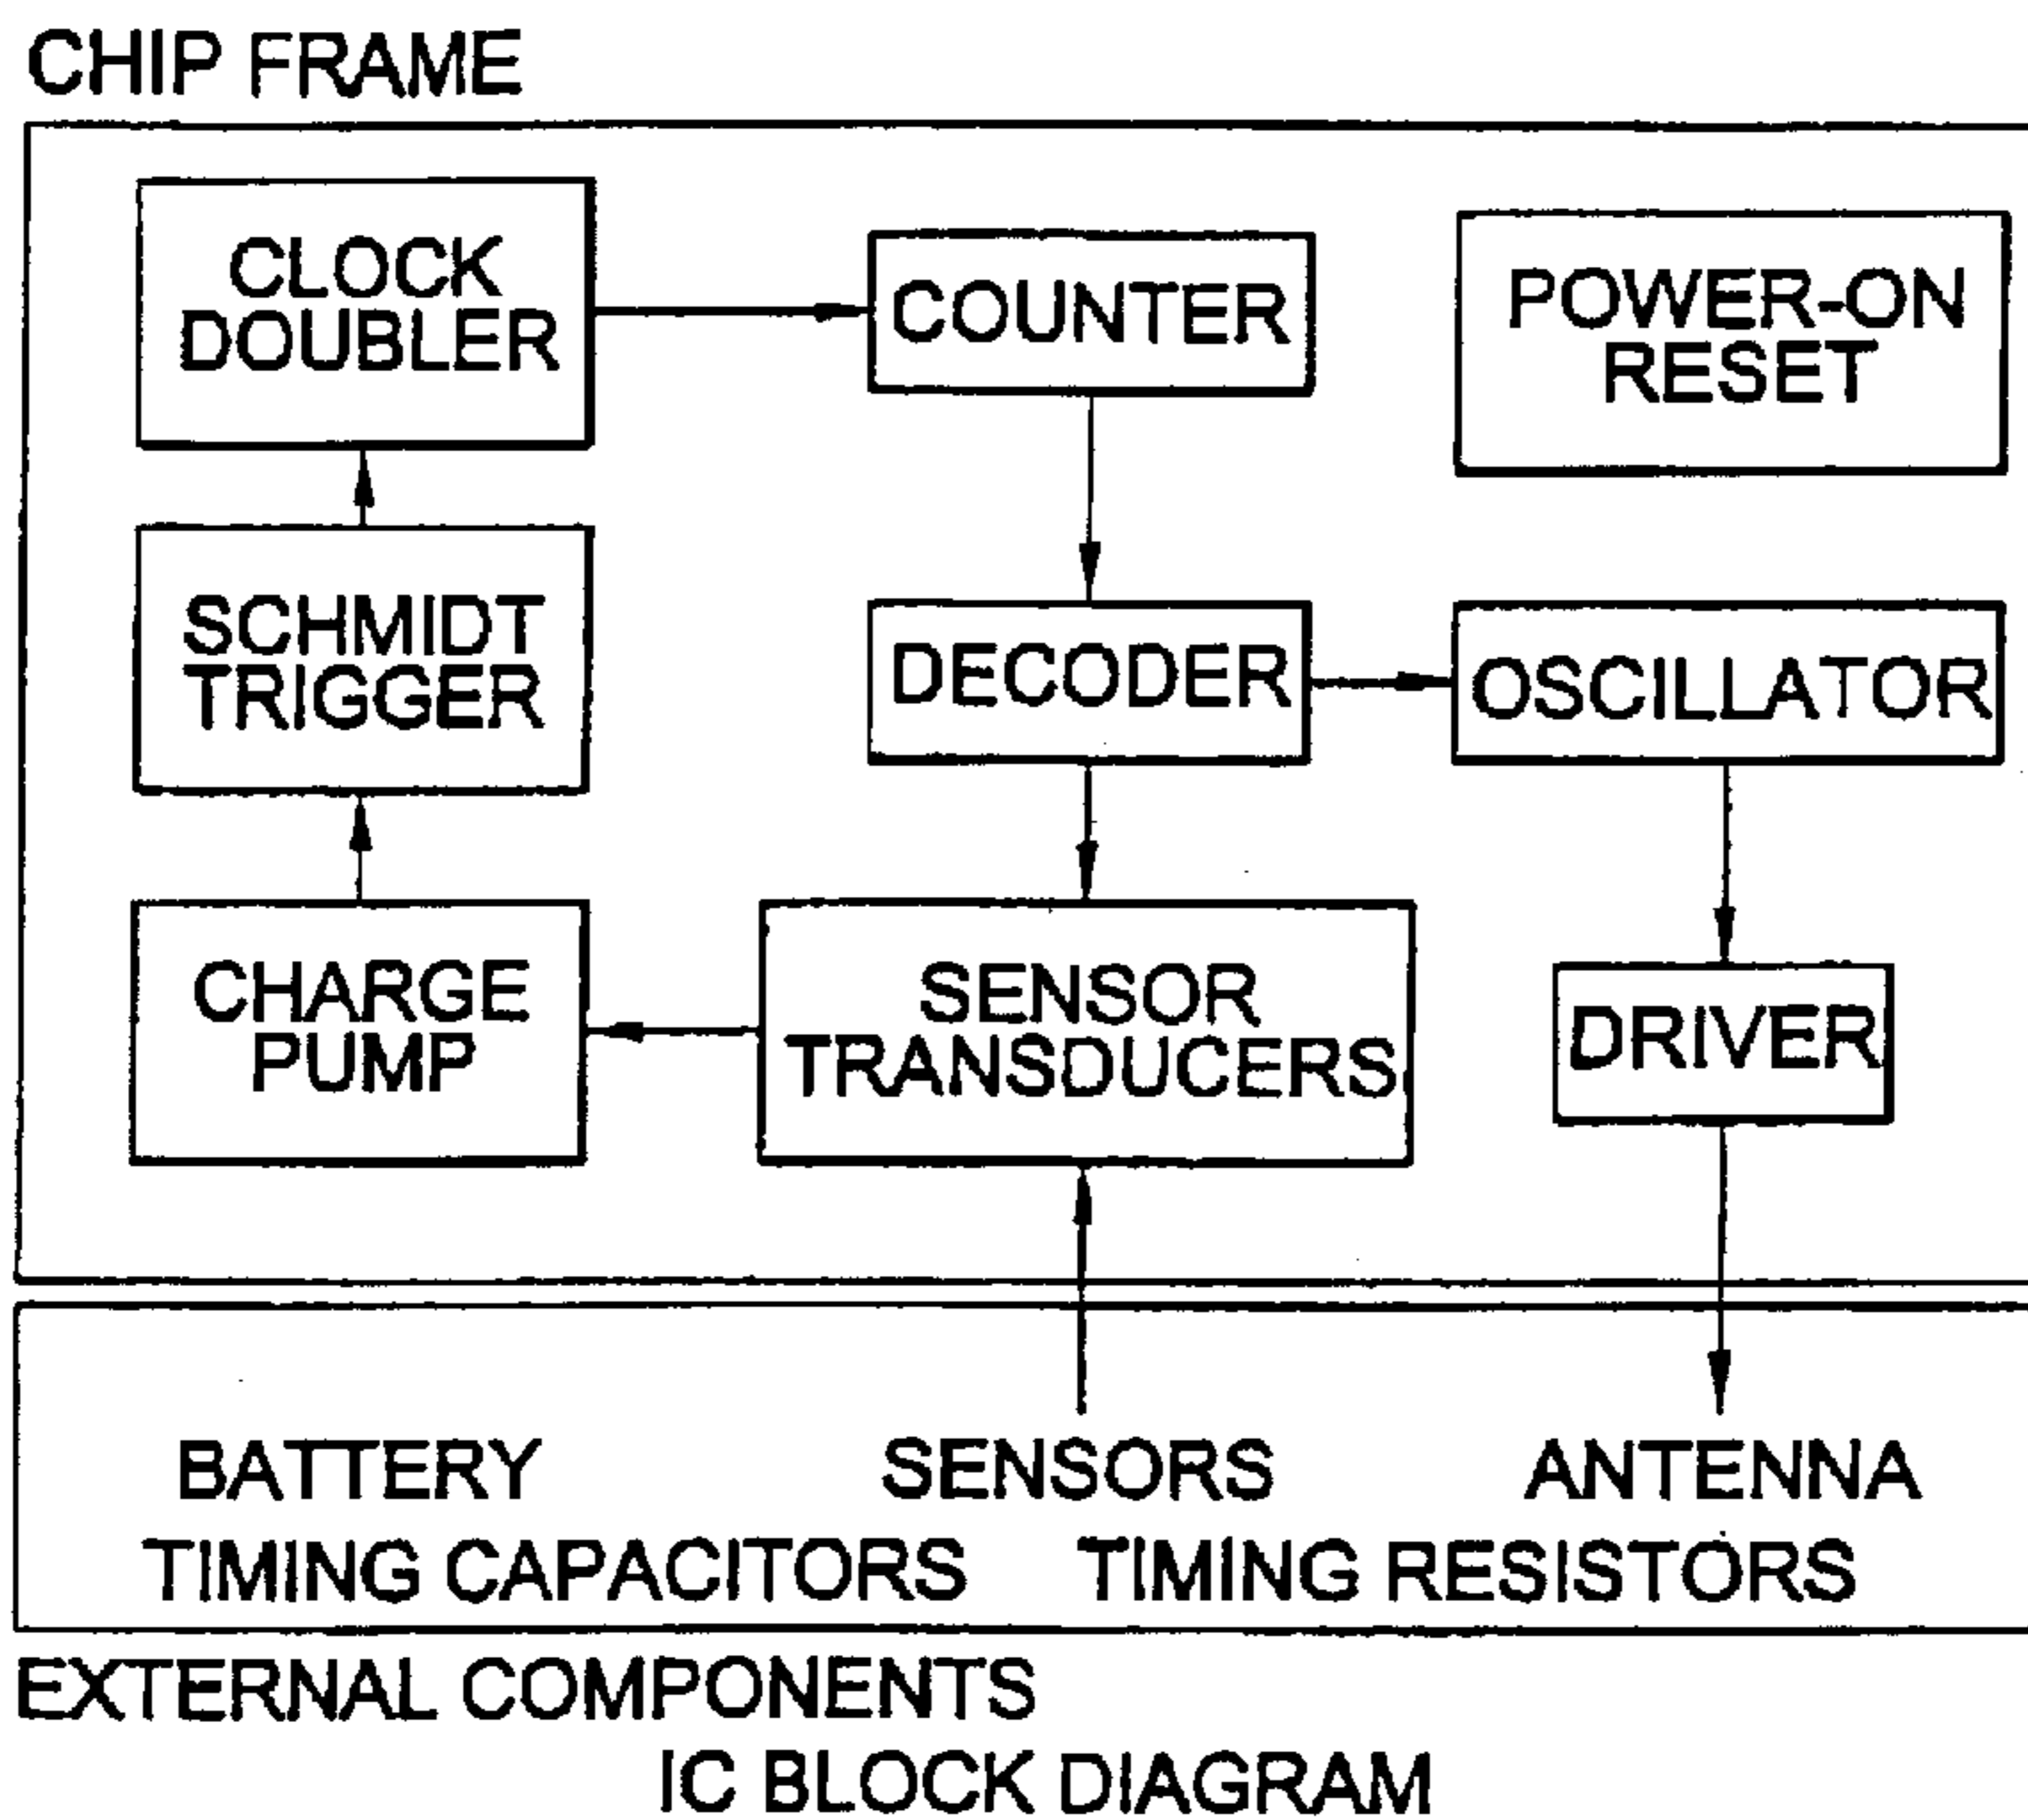 CHIP FRAME
CLOCK
DOUBLER
COUNTER
POWER-ON
RESET
SCHMIDT
TRIGGER
DECODER
OSCILLATOR
CHARGE
PUMP
SENSOR
TRANSDUCERS
DRIVER
BATTERY
SENSORS
ANTENNA
TIMING CAPACITORS
TIMING RESISTORS
EXTERNAL COMPONENTS
IC BLOCK DIAGRAM